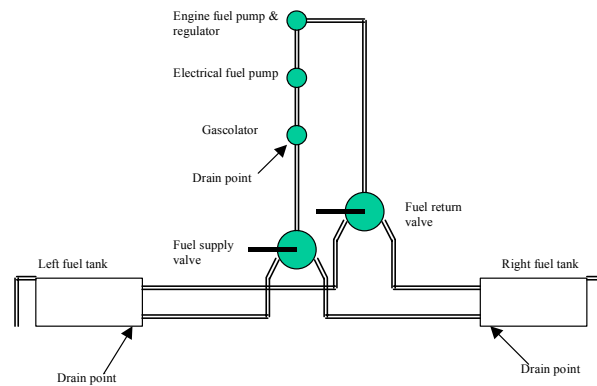 Engine fuel pump &
regulator
Electrical fuel pump
Gascolator
Drain point
Fuel return
valve
Fuel supply
valve
Left fuel tank
Right fuel tank
Drain point
Drain point